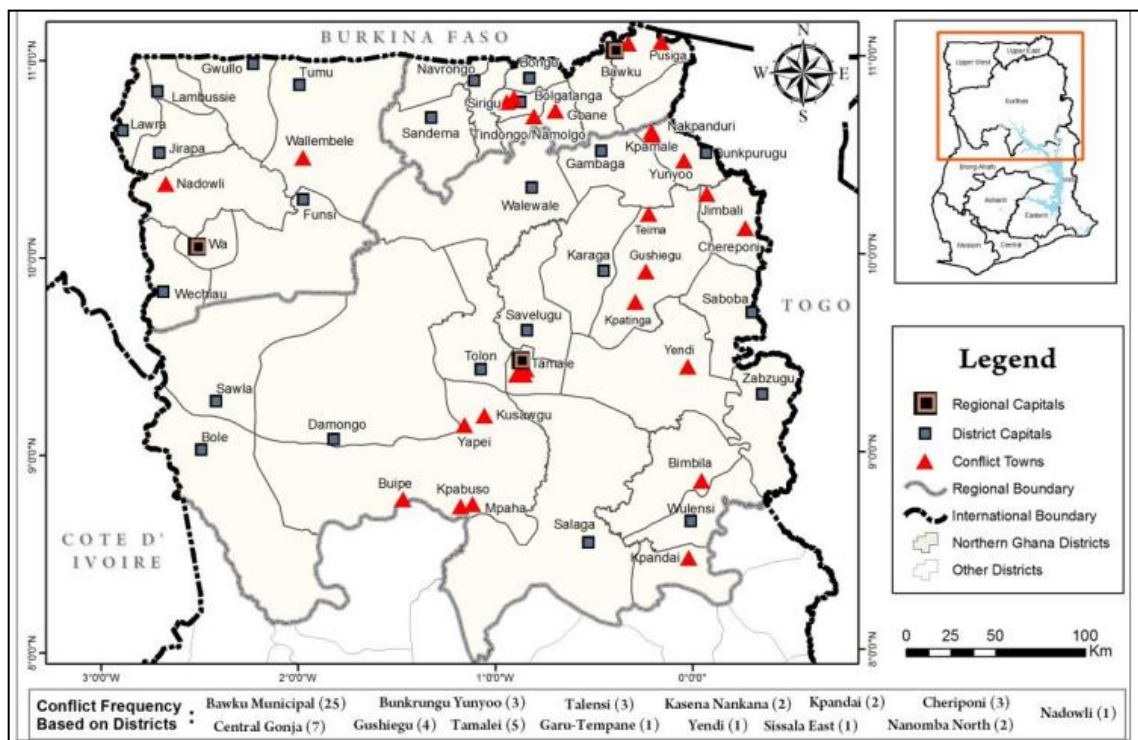 BURKINA FASO
11°0'0"N
11°0'0"N
N
W
E
S
Gwullo
Tumu
Navrongo
Bongo
Bawku
Pusiga
Lambussie
Sirigu
Bolgatanga
Gbane
Lawra
Wallembele
Sandema
Tindongo/Namolgo
Nakpanduri
Jirapa
Gambaga
Kpamale
Bunkpurugu
Yunyoo
Nadowli
Funsi
Walewale
Jimbali
Teima
Chereponi
Wa
10°0'0"N
10°0'0"N
Karaga
Gushiegu
Wechiau
Saboba
TOGO
Savelugu
Kpatinga
Tolon
Tamale
Yendi
Zabzugu
Sawla
Kusawgu
Damongo
Yapei
Bole
9°0'0"N
9°0'0"N
Bimbila
Buipe
Kpabuso
Mpaha
Wulensi
Salaga
COTE D'
IVOIRE
Kpandai
8°0'0"N
8°0'0"N
3°0'0"W
2°0'0"W
1°0'0"W
0°0'0"
Upper East
Upper West
Northern
Brong Ahafo
Ashanti
Eastern
Western
Central
Legend
Regional Capitals
District Capitals
Conflict Towns
Regional Boundary
International Boundary
Northern Ghana Districts
Other Districts
0 25 50 100
Km
Conflict Frequency
Based on Districts :
Bawku Municipal (25) Bunkrungu Yunyoo (3) Talensi (3) Kasena Nankana (2) Kpandai (2) Cheriponi (3)
Central Gonja (7) Gushiegu (4) Tamalei (5) Garu-Tempane (1) Yendi (1) Sissala East (1) Nanomba North (2)
Nadowli (1)